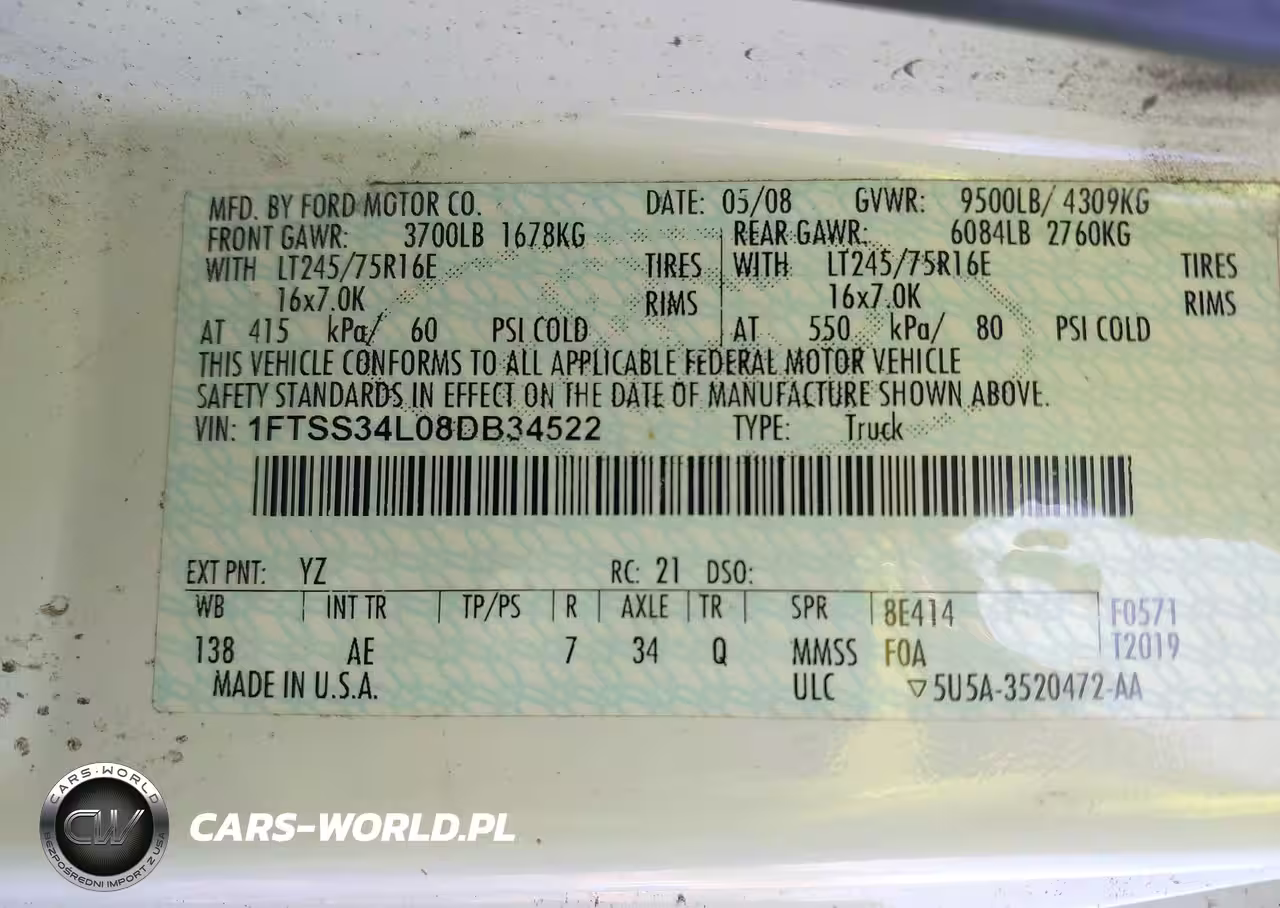 MFD. BY FORD MOTOR CO. DATE: 05/08 GVWR: 9500LB/ 4309KG
FRONT GAWR: 3700LB 1678KG REAR GAWR: 6084LB 2760KG
WITH LT245/75R16E TIRES WITH LT245/75R16E TIRES
16x7.0K RIMS 16x7.0K RIMS
AT 415 kPa/ 60 PSI COLD AT 550 kPa/ 80 PSI COLD
THIS VEHICLE CONFORMS TO ALL APPLICABLE FEDERAL MOTOR VEHICLE
SAFETY STANDARDS IN EFFECT ON THE DATE OF MANUFACTURE SHOWN ABOVE.
VIN: 1FTSS34L08DB34522 TYPE: Truck
EXT PNT: YZ RC: 21 DSO:
WB INT TR TP/PS R AXLE TR SPR 8E414 F0571
138 AE 7 34 Q MMSS F0A T2019
MADE IN U.S.A. ULC ▽5U5A-3520472-AA
CARS-WORLD
CW
BEZPOŚREDNI IMPORT Z USA
CARS-WORLD.PL